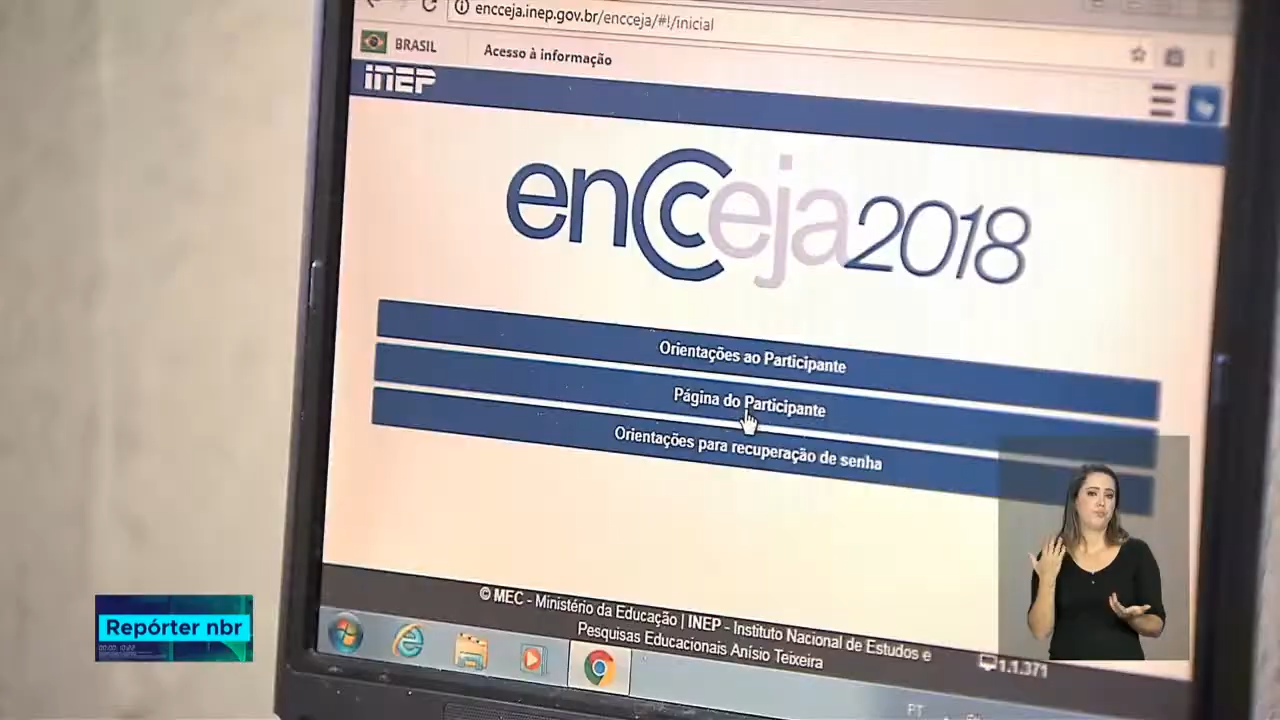 encceja.inep.gov.br/encceja/#!/inicial
BRASIL
Acesso à informação
INEP
encceja2018
Orientações ao Participante
Página do Participante
Orientações para recuperação de senha
© MEC - Ministério da Educação | INEP - Instituto Nacional de Estudos e
Pesquisas Educacionais Anísio Teixeira
1.1.371
PT
Repórter nbr